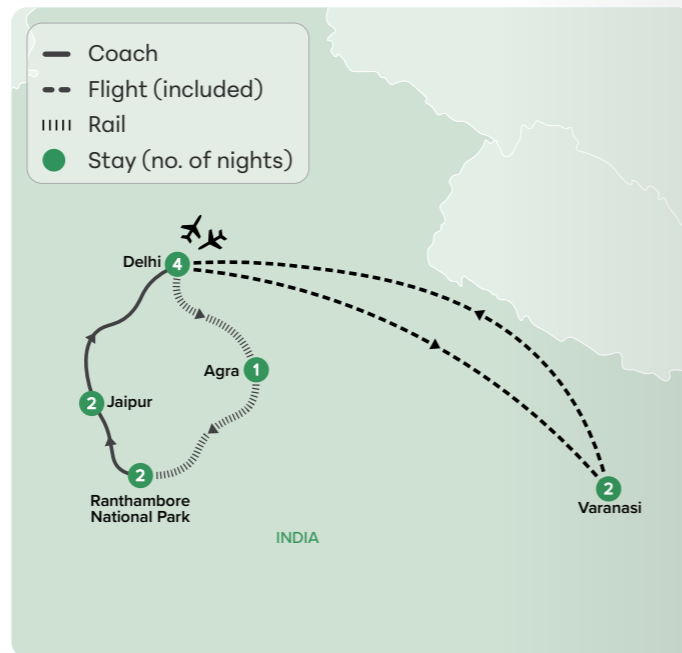 Coach
Flight (included)
Rail
Stay (no. of nights)
Delhi
4
Agra
1
2
Jaipur
2
Ranthambore
National Park
2
Varanasi
INDIA